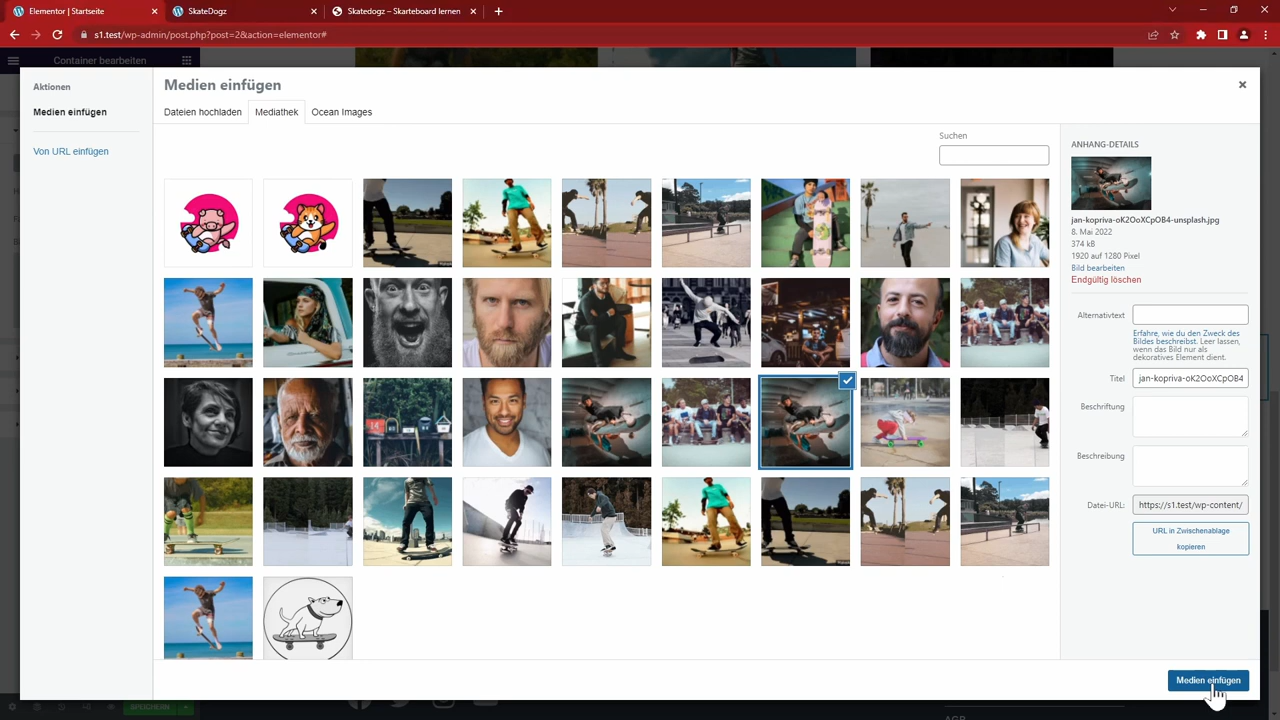 Elementor | Seite
SkateDogz
Skatedogz – Skarteboard lernen
s1.test/wp-admin/post.php?post=2&action=elementor#
Container bearbeiten
Aktionen
Medien einfügen
Von URL einfügen
Medien einfügen
Dateien hochladen
Mediathek
Ocean Images
Suchen
ANHANG-DETAILS
jan-kopriva-oK2OoXCpOB4-unsplash.jpg
8. Mai 2022
374 kB
1920 auf 1280 Pixel
Bild bearbeiten
Endgültig löschen
Alternativtext
Erfahre, wie du den Zweck des
Bildes beschreibst. Leer lassen,
wenn das Bild nur als
dekoratives Element dient.
Titel
jan-kopriva-oK2OoXCpOB4
Beschriftung
Beschreibung
Datei-URL:
https://s1.test/wp-content/
URL in Zwischenablage
kopieren
Medien einfügen
SPEICHERN
AGB